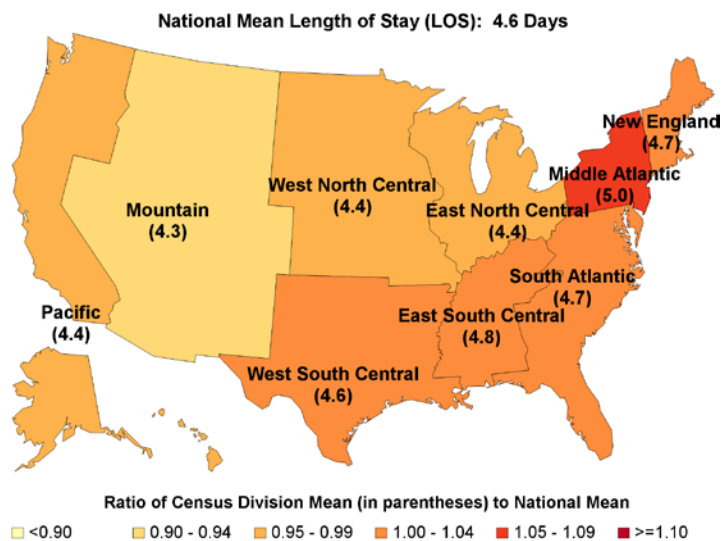 National Mean Length of Stay (LOS): 4.6 Days
New England
(4.7)
Middle Atlantic
(5.0)
West North Central
(4.4)
Mountain
(4.3)
East North Central
(4.4)
South Atlantic
(4.7)
Pacific
(4.4)
East South Central
(4.8)
West South Central
(4.6)
Ratio of Census Division Mean (in parentheses) to National Mean
<0.90 0.90 - 0.94 0.95 - 0.99 1.00 - 1.04 1.05 - 1.09 >=1.10